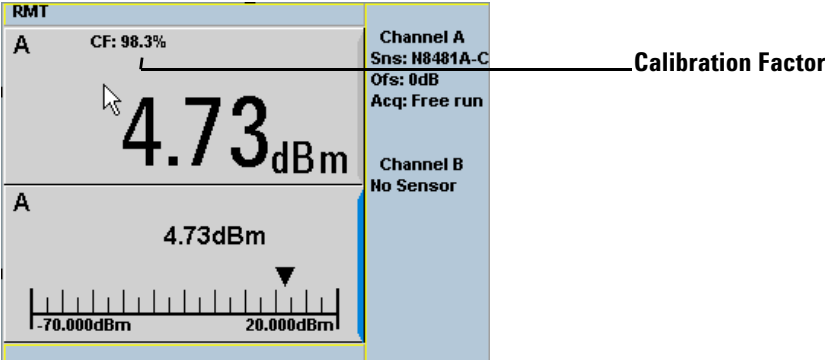 RMT
A
CF: 98.3%
4.73dBm
A
4.73dBm
-70.000dBm
20.000dBm
Channel A
Sns: N8481A-C
Ofs: 0dB
Acq: Free run
Channel B
No Sensor
Calibration Factor